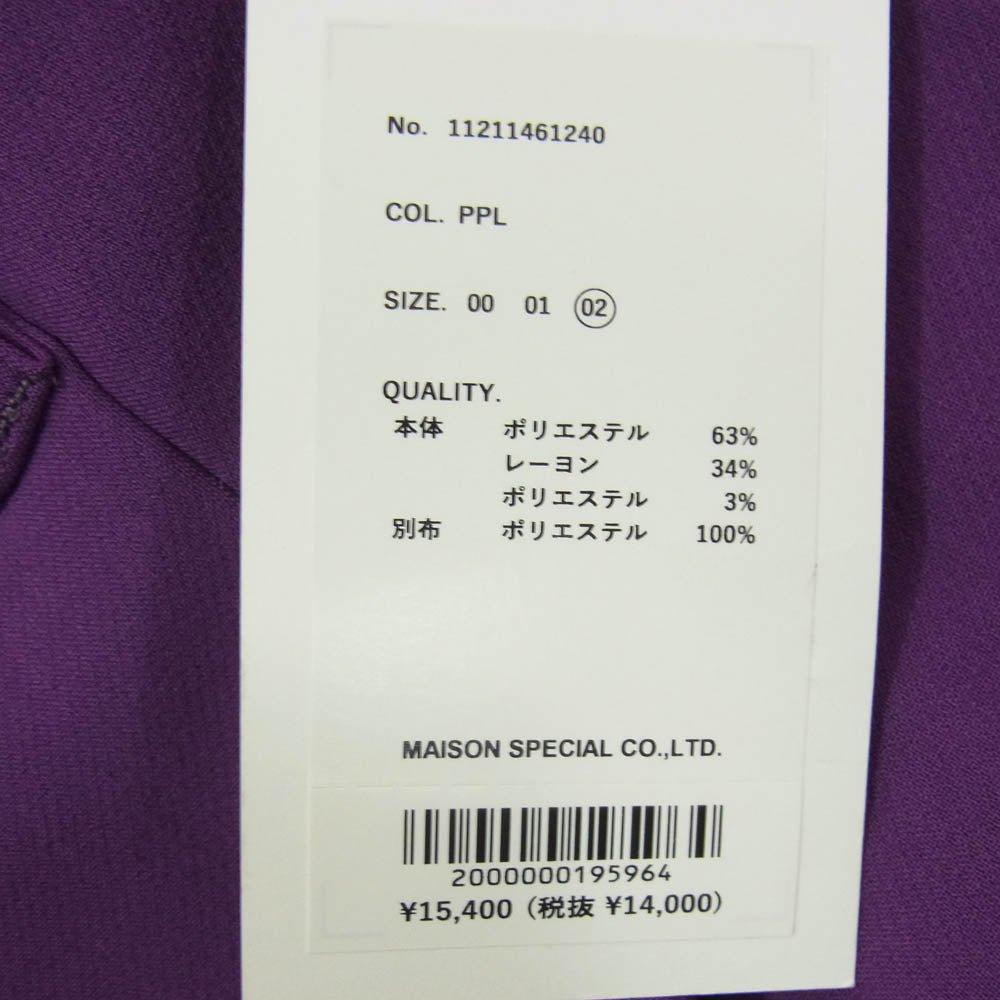 No. 11211461240
COL. PPL
SIZE. 00 01 02
QUALITY.
本体 ポリエステル 63%
レーヨン 34%
ポリエステル 3%
別布 ポリエステル 100%
MAISON SPECIAL CO.,LTD.
2000000195964
¥15,400 (税抜 ¥14,000)